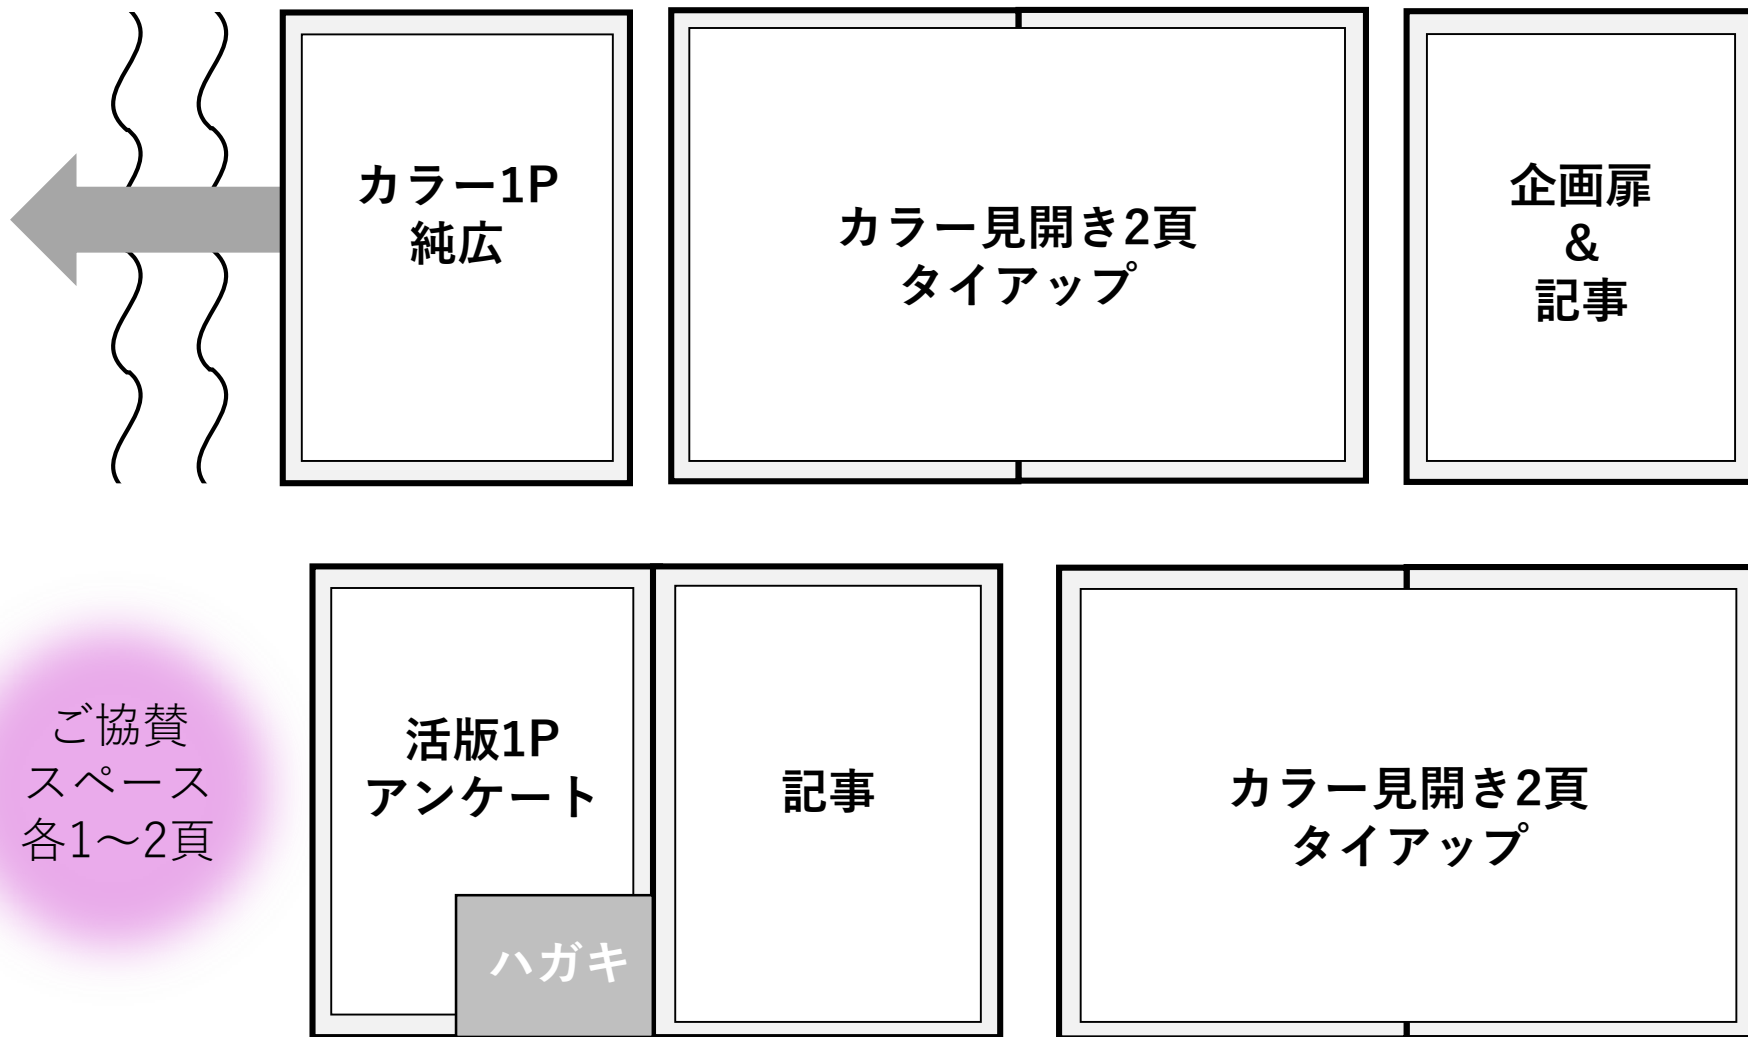 カラー1P
純広
カラー見開き2頁
タイアップ
企画扉
&
記事
ご協賛
スペース
各1～2頁
活版1P
アンケート
ハガキ
記事
カラー見開き2頁
タイアップ